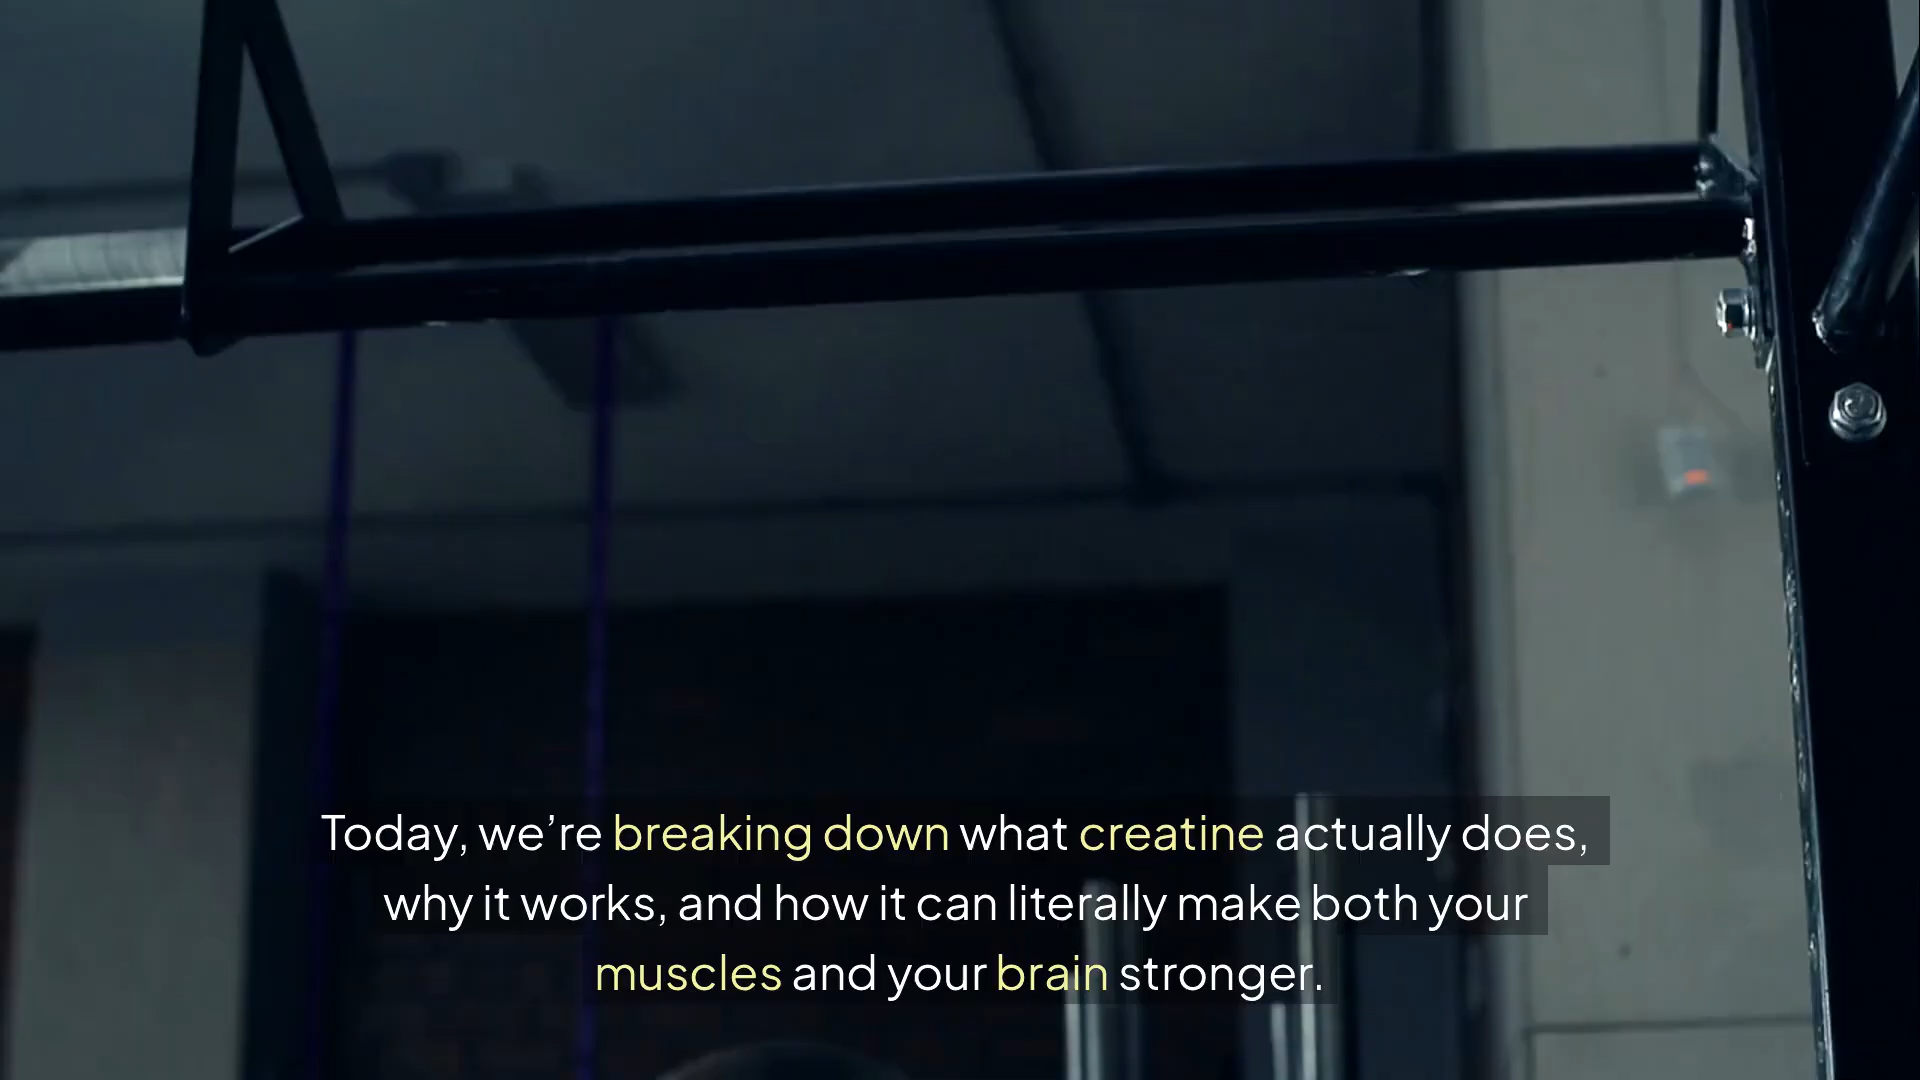 Today, we’re breaking down what creatine actually does,
why it works, and how it can literally make both your
muscles and your brain stronger.